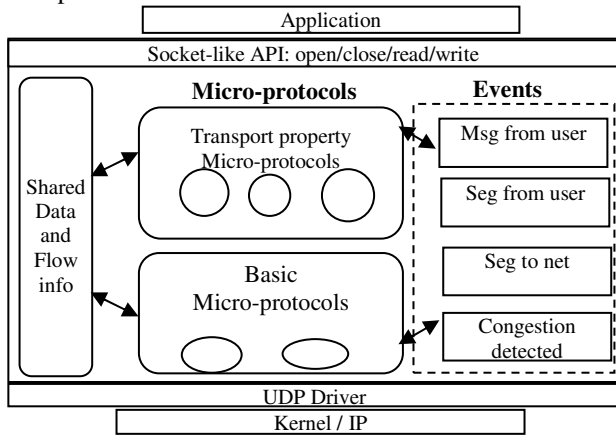 Application
Socket-like API: open/close/read/write
Micro-protocols
Events
Transport property
Micro-protocols
Msg from user
Shared
Data
and
Flow
info
Seg from user
Basic
Micro-protocols
Seg to net
Congestion
detected
UDP Driver
Kernel / IP